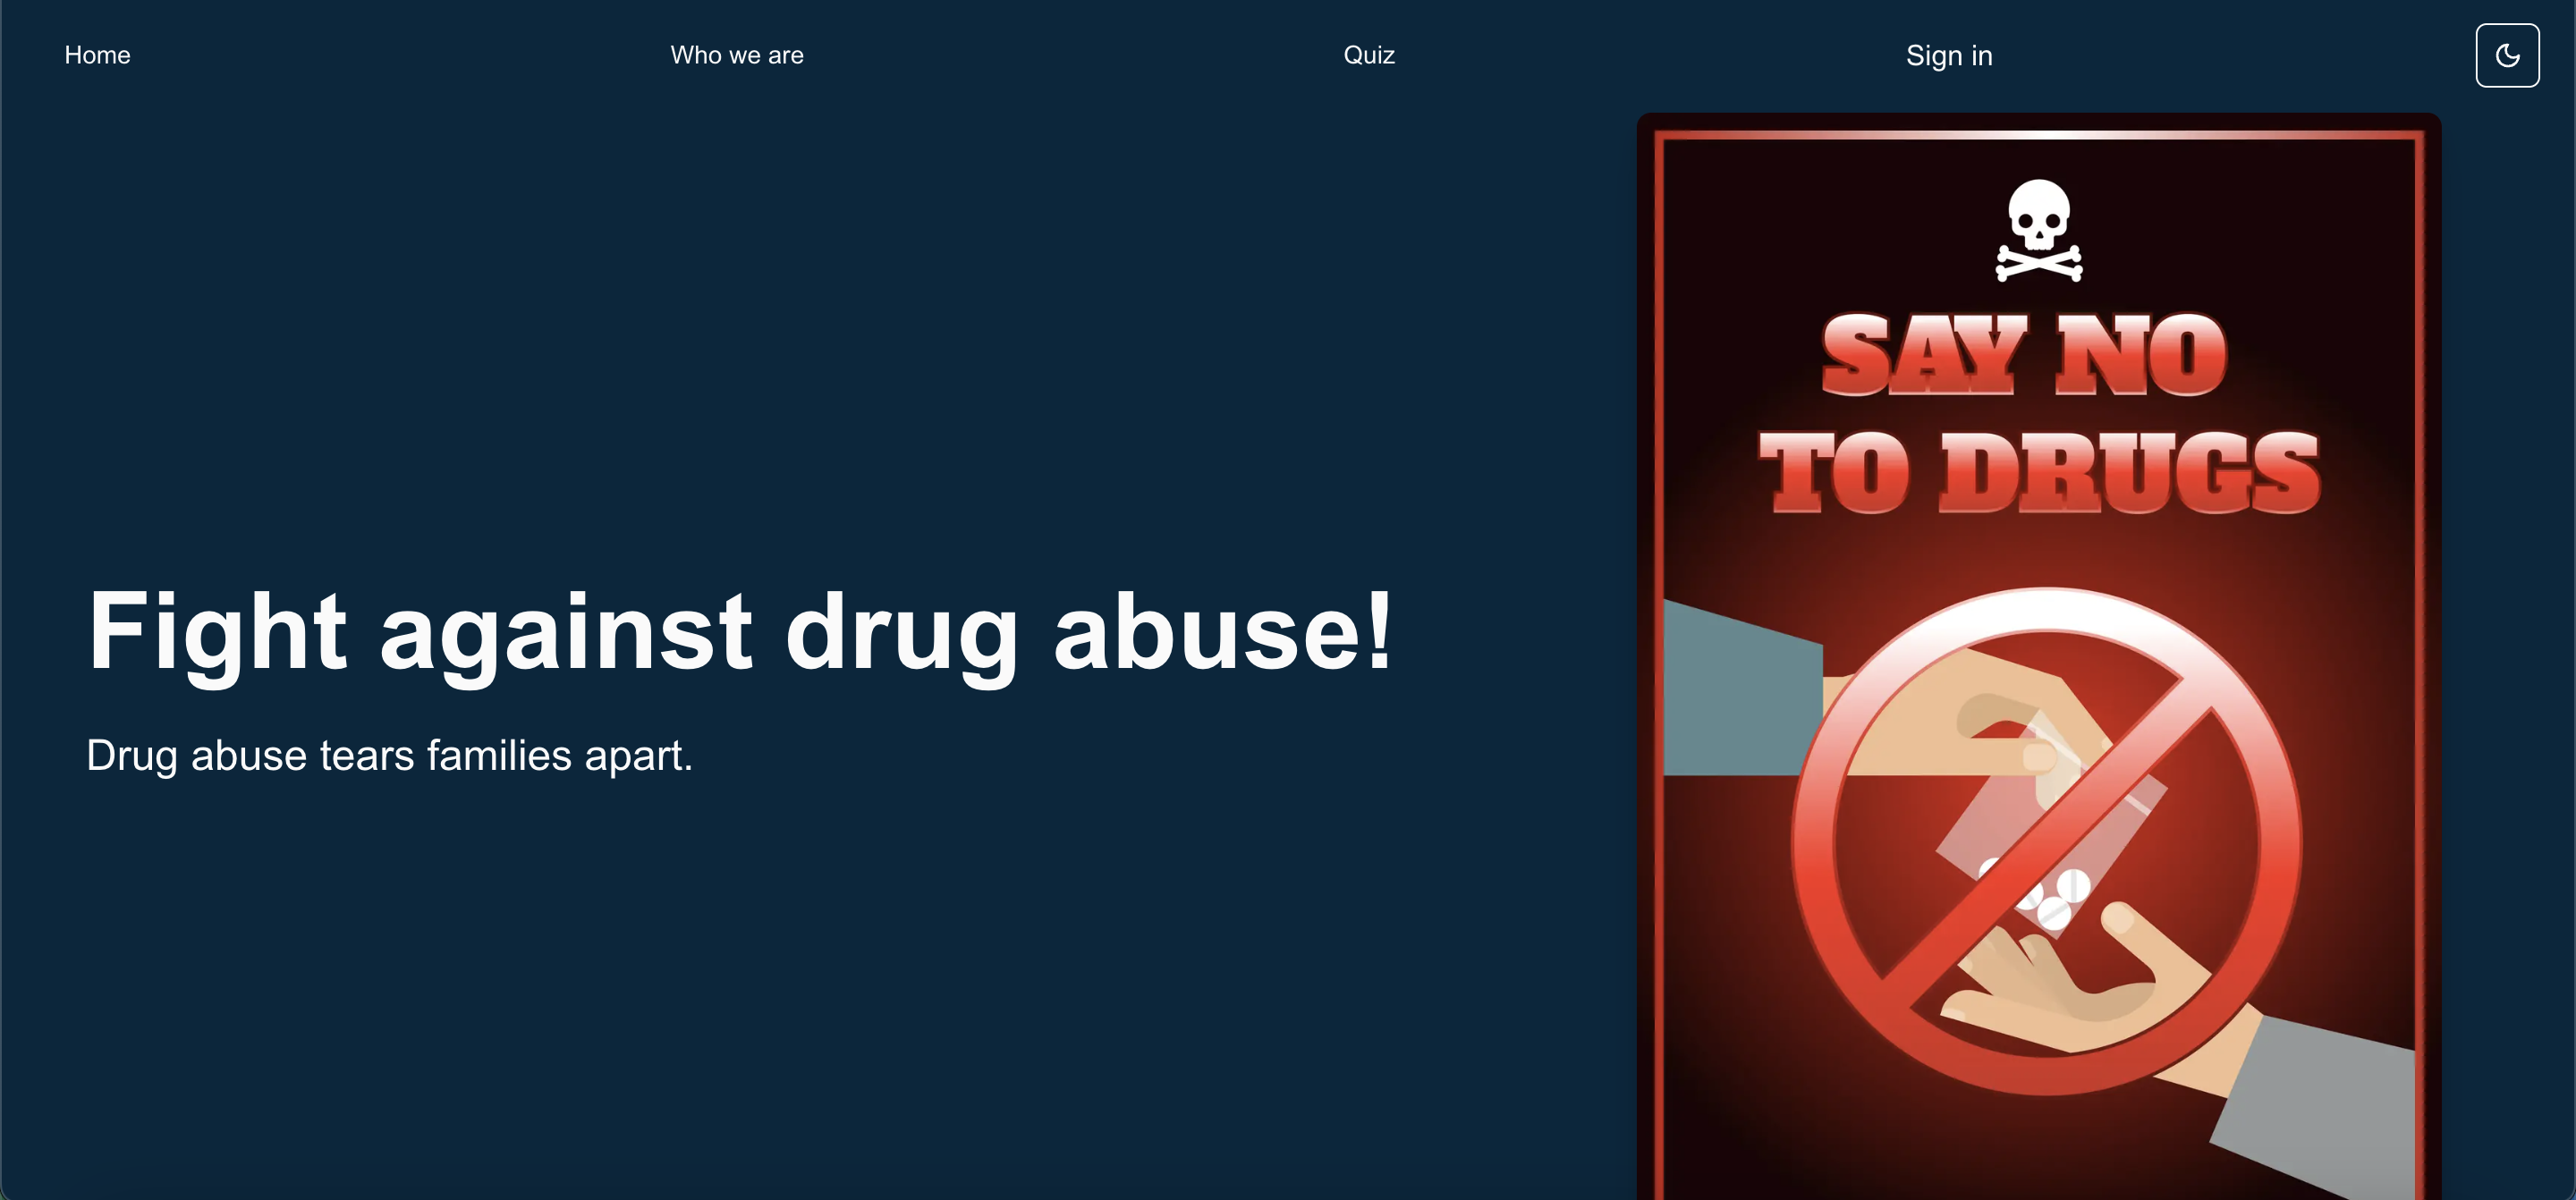 Home
Who we are
Quiz
Sign in
SAY NO
TO DRUGS
Fight against drug abuse!
Drug abuse tears families apart.